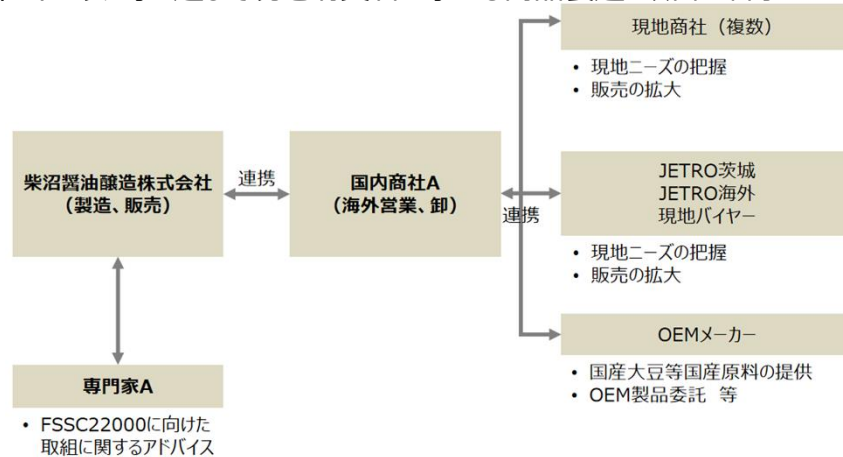 現地商社（複数）
• 現地ニーズの把握
• 販売の拡大
柴沼醤油醸造株式会社
（製造、販売）
連携
国内商社A
（海外営業、卸）
連携
JETRO茨城
JETRO海外
現地バイヤー
• 現地ニーズの把握
• 販売の拡大
OEMメーカー
• 国産大豆等国産原料の提供
• OEM製品委託 等
専門家A
• FSSC22000に向けた
取組に関するアドバイス